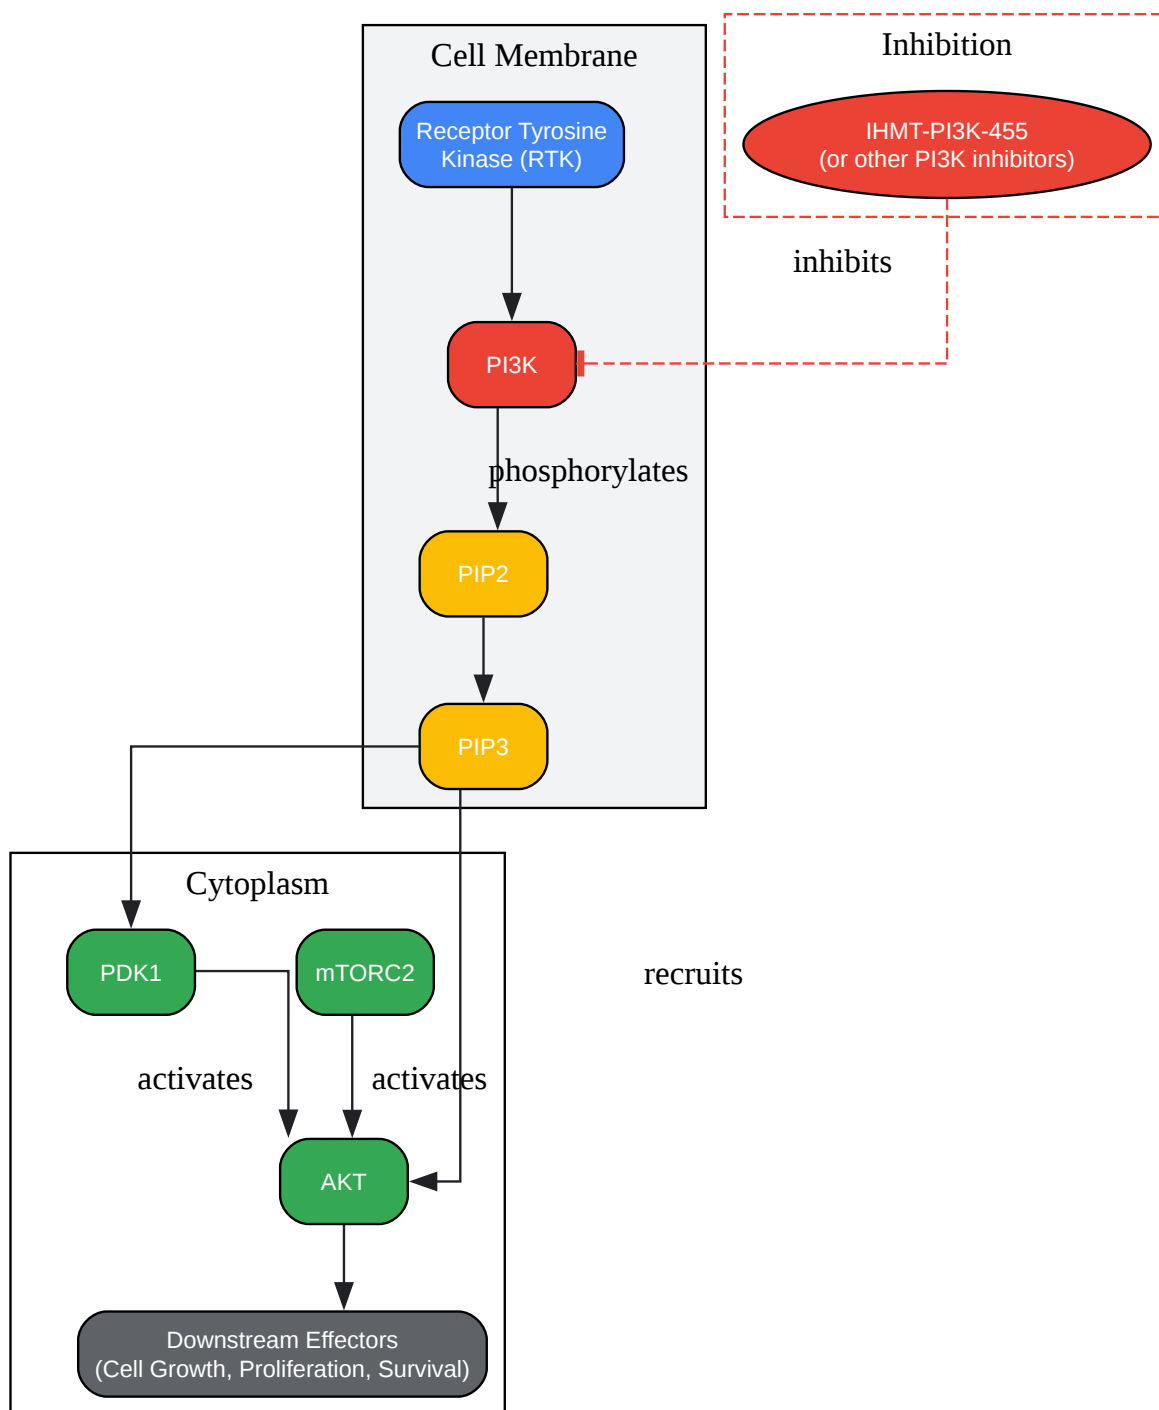 Cell Membrane
Receptor Tyrosine
Kinase (RTK)
Inhibition
IHMT-PI3K-455
(or other PI3K inhibitors)
inhibits
PI3K
phosphorylates
PIP2
PIP3
Cytoplasm
PDK1
mTORC2
recruits
activates
activates
AKT
Downstream Effectors
(Cell Growth, Proliferation, Survival)